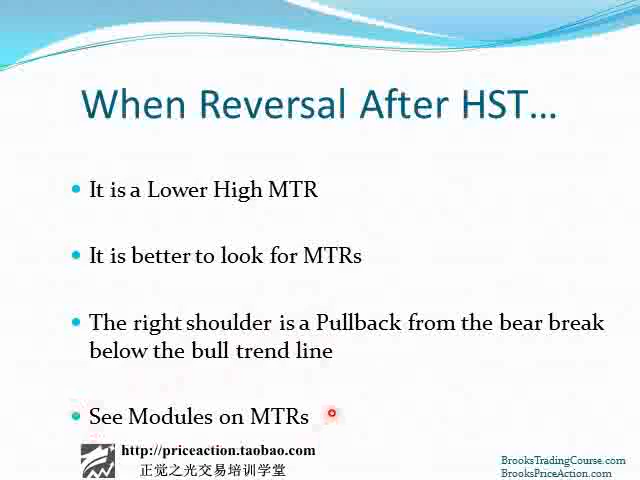 When Reversal After HST...
It is a Lower High MTR
It is better to look for MTRs
The right shoulder is a Pullback from the bear break
below the bull trend line
See Modules on MTRs
http://priceaction.taobao.com
正觉之光交易培训学堂
BrooksTradingCourse.com
BrooksPriceAction.com